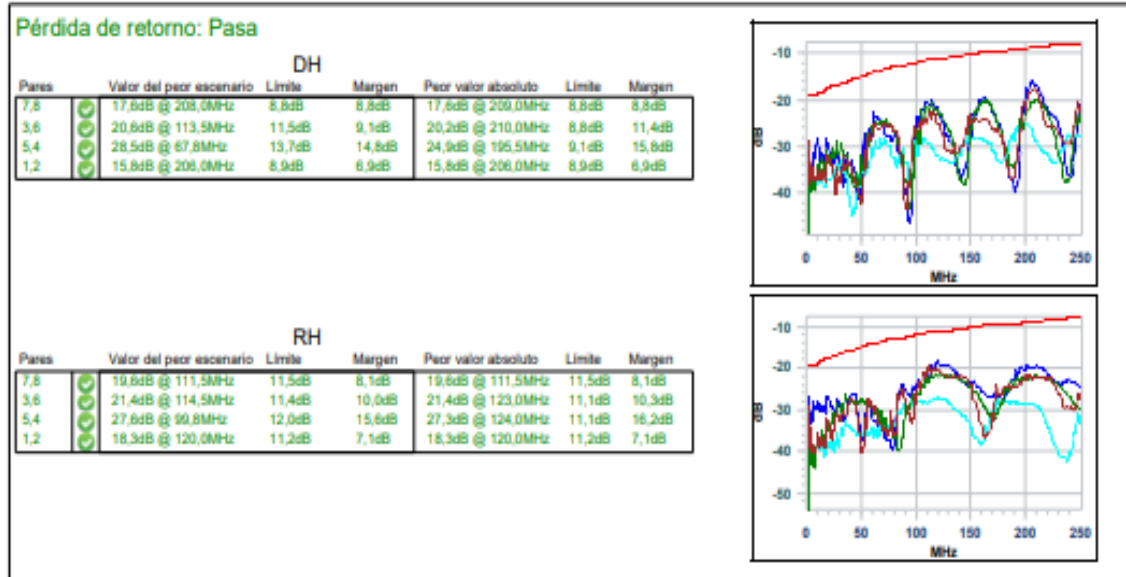 Pérdida de retorno: Pasa
DH
Pares Valor del peor escenario Límite Margen Peor valor absoluto Límite Margen
7,8 17,6dB @ 208,0MHz 8,8dB 8,8dB 17,6dB @ 209,0MHz 8,8dB 8,8dB
3,6 20,6dB @ 113,5MHz 11,5dB 9,1dB 20,2dB @ 210,0MHz 8,8dB 11,4dB
5,4 28,5dB @ 67,8MHz 13,7dB 14,8dB 24,9dB @ 195,5MHz 9,1dB 15,8dB
1,2 15,8dB @ 206,0MHz 8,9dB 6,9dB 15,8dB @ 206,0MHz 8,9dB 6,9dB
-10
-20
-30
-40
dB
0 50 100 150 200 250
MHz
RH
Pares Valor del peor escenario Límite Margen Peor valor absoluto Límite Margen
7,8 19,6dB @ 111,5MHz 11,5dB 8,1dB 19,6dB @ 111,5MHz 11,5dB 8,1dB
3,6 21,4dB @ 114,5MHz 11,4dB 10,0dB 21,4dB @ 123,0MHz 11,1dB 10,3dB
5,4 27,6dB @ 99,8MHz 12,0dB 15,6dB 27,3dB @ 124,0MHz 11,1dB 16,2dB
1,2 18,3dB @ 120,0MHz 11,2dB 7,1dB 18,3dB @ 120,0MHz 11,2dB 7,1dB
-10
-20
-30
-40
-50
dB
0 50 100 150 200 250
MHz